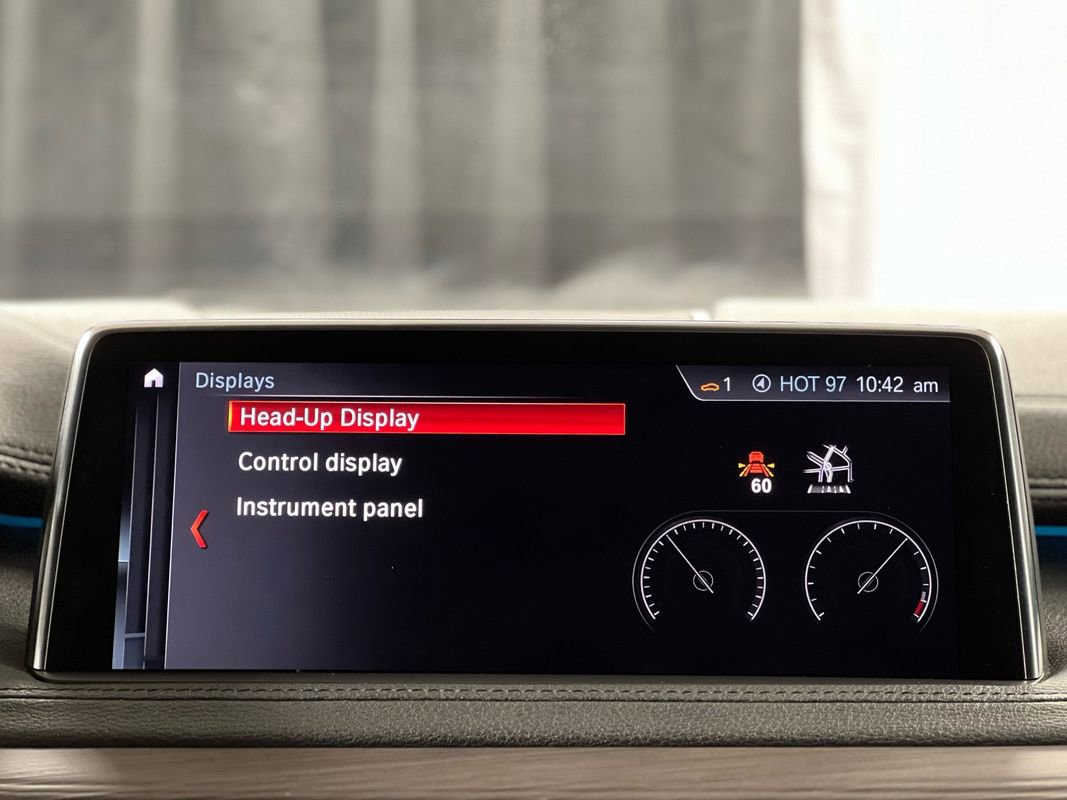 Displays
1 HOT 97 10:42 am
Head-Up Display
Control display
Instrument panel
60